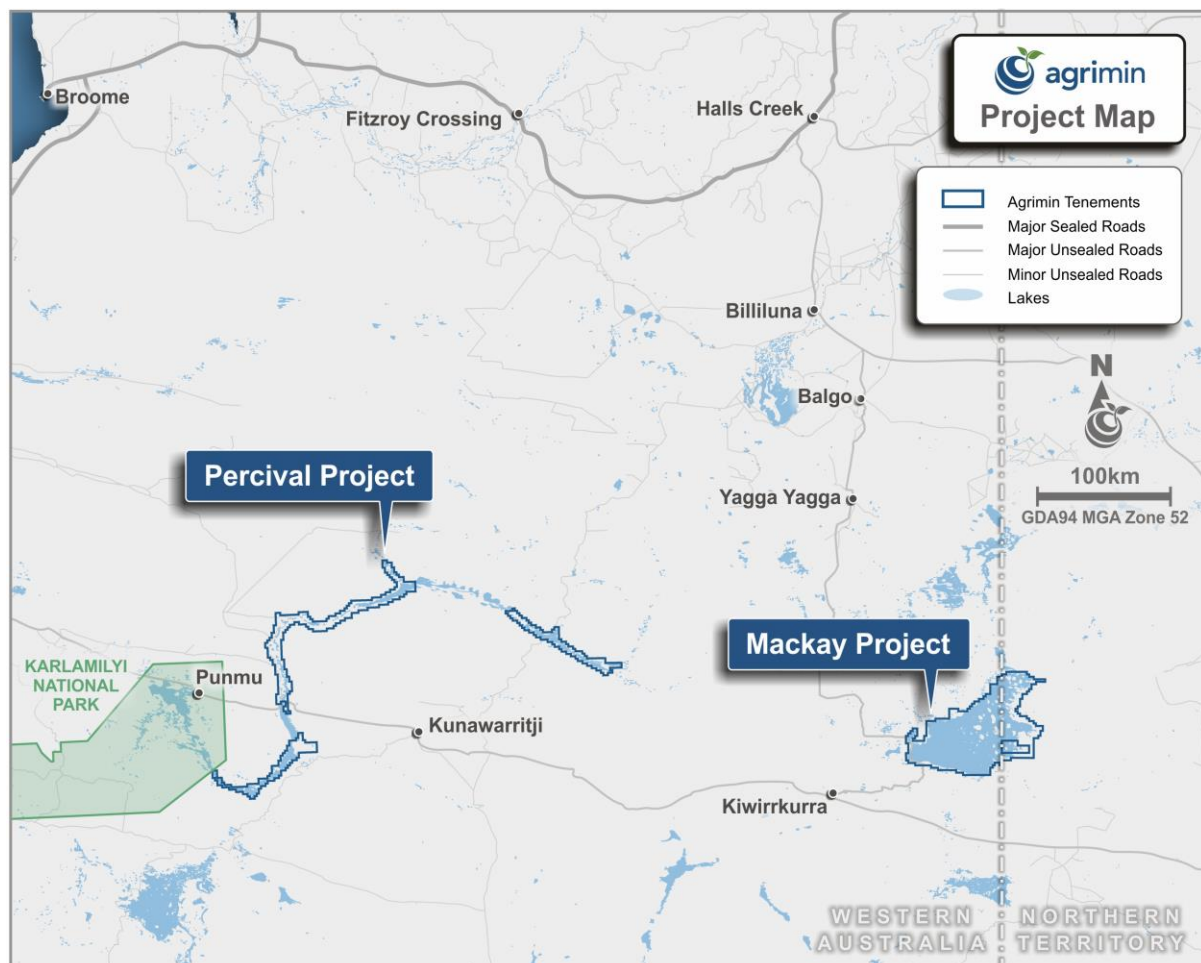 agrimin
Project Map
Broome
Fitzroy Crossing
Halls Creek
Agrimin Tenements
Major Sealed Roads
Major Unsealed Roads
Minor Unsealed Roads
Lakes
Billiluna
Balgo
N
100km
GDA94 MGA Zone 52
Percival Project
Yagga Yagga
Mackay Project
KARLAMILYI
NATIONAL
PARK
Punmu
Kunawarritji
Kiwirrkurra
WESTERN
AUSTRALIA
NORTHERN
TERRITORY